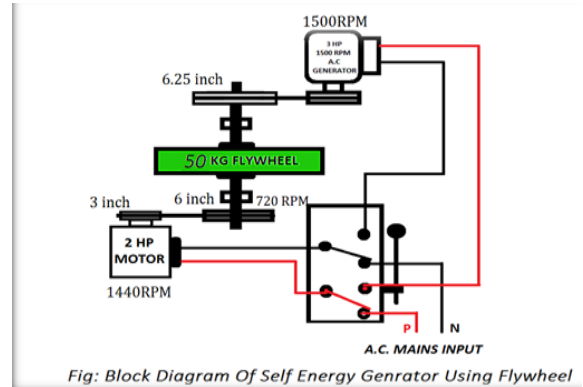 1500RPM
3 HP
1500 RPM
A.C
GENERATOR
6.25 inch
50 KG FLYWHEEL
3 inch
6 inch
720 RPM
2 HP
MOTOR
1440RPM
P N
A.C. MAINS INPUT
Fig: Block Diagram Of Self Energy Genrator Using Flywheel